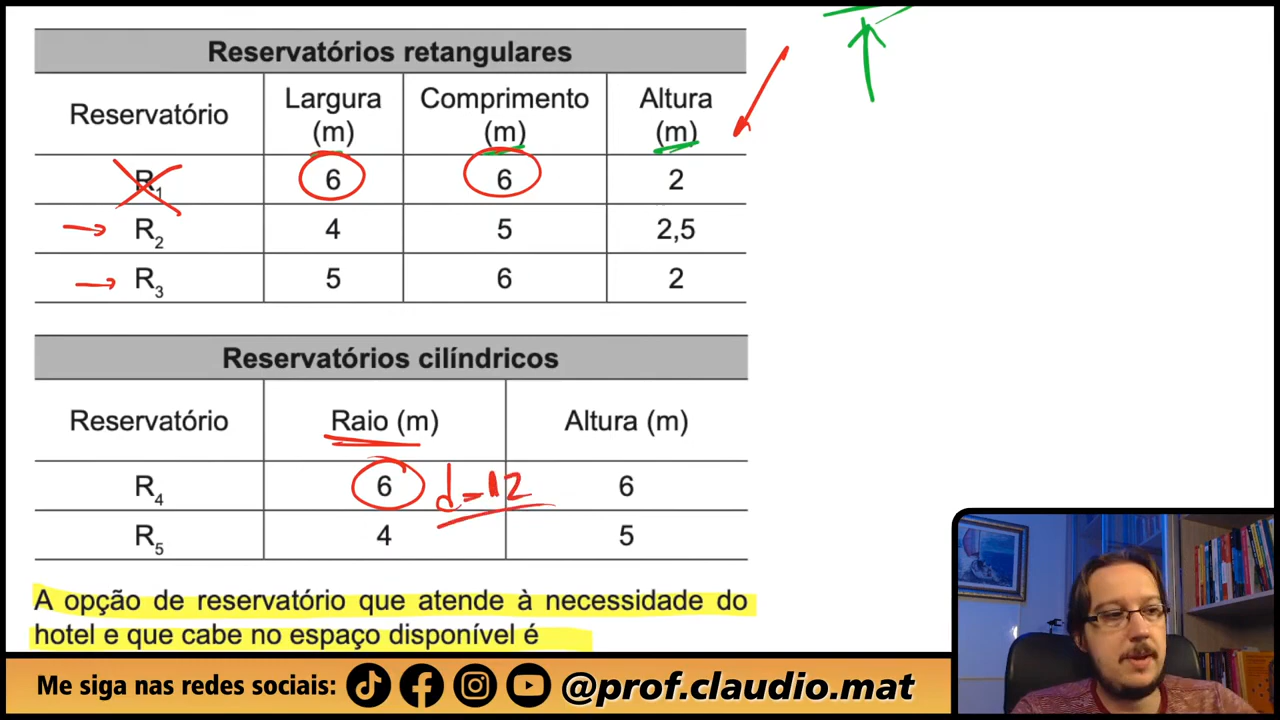 Reservatórios retangulares
Reservatório Largura (m) Comprimento (m) Altura (m)
R1 6 6 2
R2 4 5 2,5
R3 5 6 2
Reservatórios cilíndricos
Reservatório Raio (m) Altura (m)
R4 6 d=12 6
R5 4 5
A opção de reservatório que atende à necessidade do
hotel e que cabe no espaço disponível é
Me siga nas redes sociais: @prof.claudio.mat